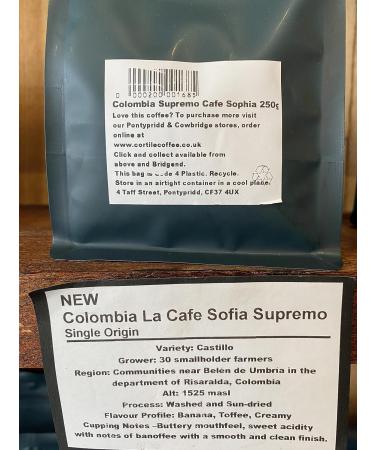 0 000200 001685
Colombia Supremo Cafe Sophia 250g
Love this coffee? To purchase more visit
our Pontypridd & Cowbridge stores, order
online at
www.cortilecoffee.co.uk
Click and collect available from
above and Bridgend.
This bag is Code 4 Plastic. Recycle.
Store in an airtight container in a cool plane.
4 Taff Street, Pontypridd, CF37 4UX
NEW
Colombia La Cafe Sofia Supremo
Single Origin
Variety: Castillo
Grower: 30 smallholder farmers
Region: Communities near Belen de Umbria in the
department of Risaralda, Colombia
Alt: 1525 masl
Process: Washed and Sun-dried
Flavour Profile: Banana, Toffee, Creamy
Cupping Notes –Buttery mouthfeel, sweet acidity
with notes of banoffee with a smooth and clean finish.